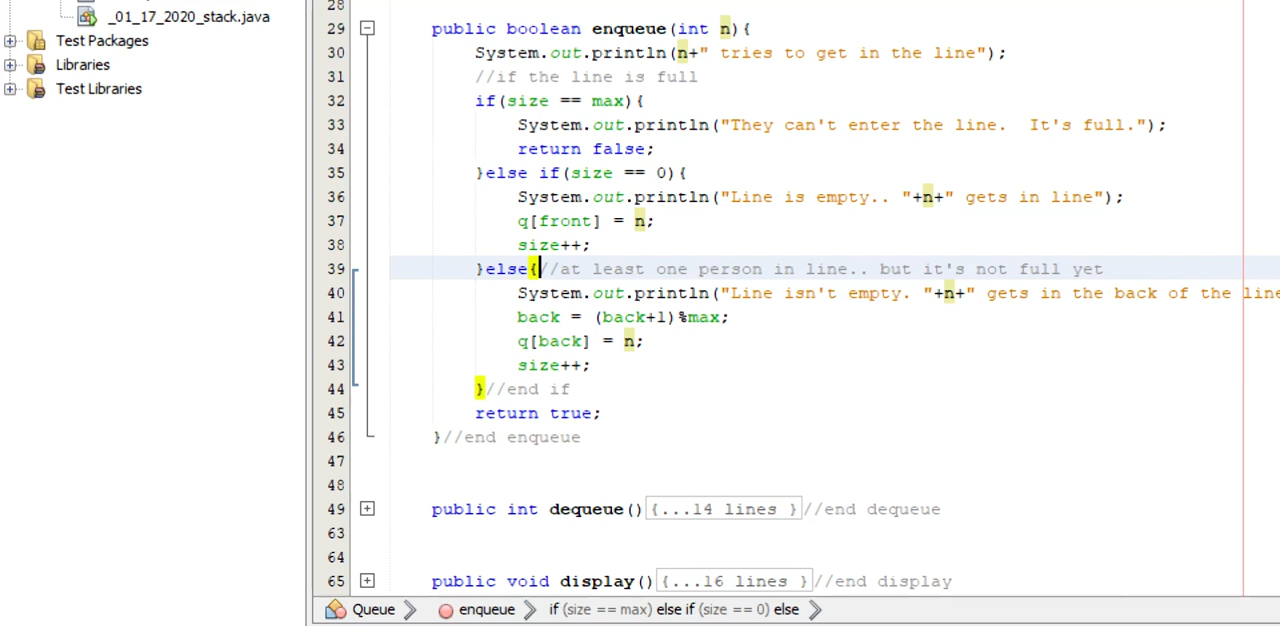 _01_17_2020_stack.java
Test Packages
Libraries
Test Libraries
28
29 public boolean enqueue(int n){
30 System.out.println(n+" tries to get in the line");
31 //if the line is full
32 if(size == max){
33 System.out.println("They can't enter the line.  It's full.");
34 return false;
35 }else if(size == 0){
36 System.out.println("Line is empty.. "+n+" gets in line");
37 q[front] = n;
38 size++;
39 }else{//at least one person in line.. but it's not full yet
40 System.out.println("Line isn't empty. "+n+" gets in the back of the line
41 back = (back+1)%max;
42 q[back] = n;
43 size++;
44 }//end if
45 return true;
46 }//end enqueue
47
48
49 public int dequeue(){...14 lines }//end dequeue
63
64
65 public void display(){...16 lines }//end display
Queue enqueue if (size == max) else if (size == 0) else